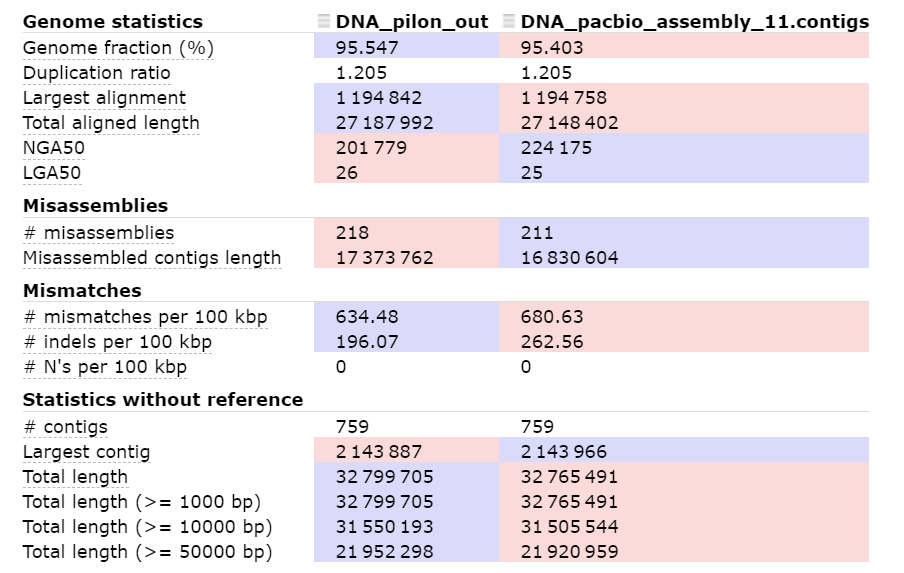 Genome statistics DNA_pilon_out DNA_pacbio_assembly_11.contigs
Genome fraction (%) 95.547 95.403
Duplication ratio 1.205 1.205
Largest alignment 1 194 842 1 194 758
Total aligned length 27 187 992 27 148 402
NGA50 201 779 224 175
LGA50 26 25
Misassemblies
# misassemblies 218 211
Misassembled contigs length 17 373 762 16 830 604
Mismatches
# mismatches per 100 kbp 634.48 680.63
# indels per 100 kbp 196.07 262.56
# N's per 100 kbp 0 0
Statistics without reference
# contigs 759 759
Largest contig 2 143 887 2 143 966
Total length 32 799 705 32 765 491
Total length (>= 1000 bp) 32 799 705 32 765 491
Total length (>= 10000 bp) 31 550 193 31 505 544
Total length (>= 50000 bp) 21 952 298 21 920 959